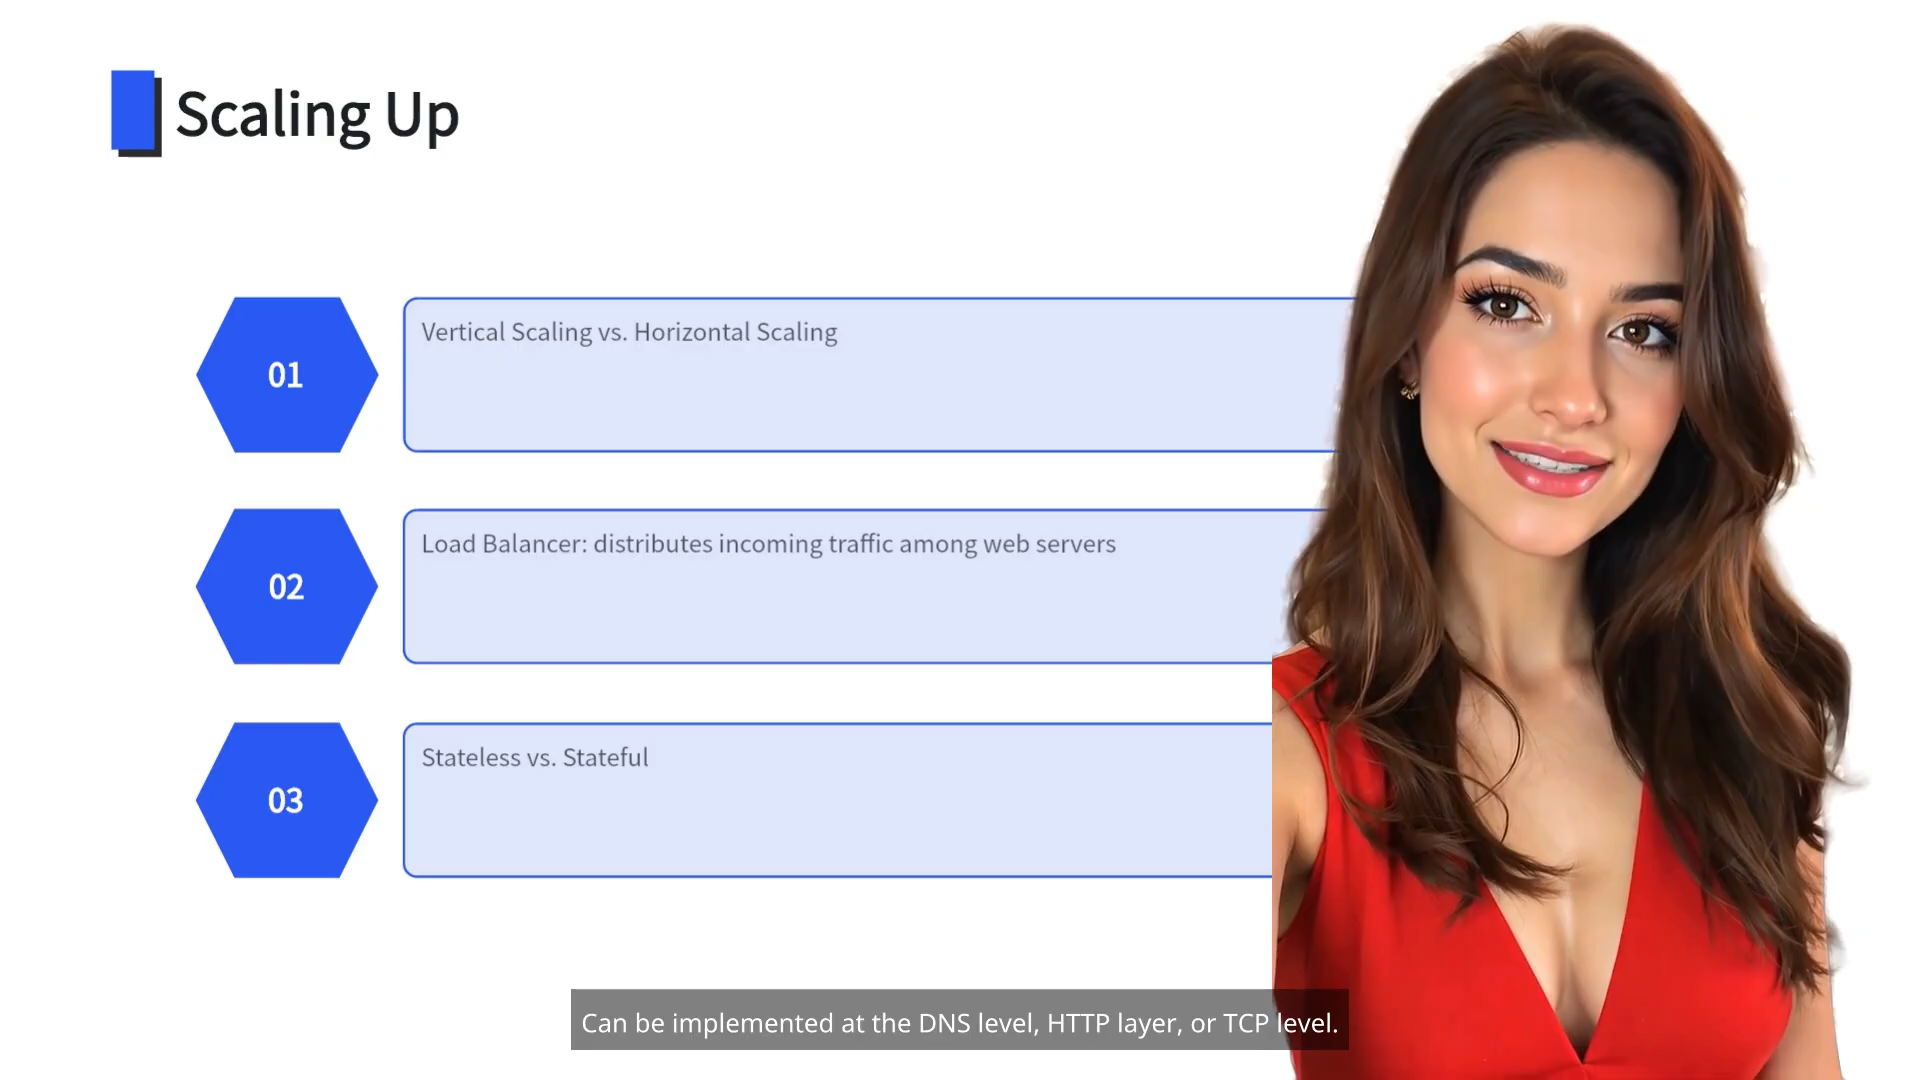 Scaling Up
01
Vertical Scaling vs. Horizontal Scaling
02
Load Balancer: distributes incoming traffic among web servers
03
Stateless vs. Stateful
Can be implemented at the DNS level, HTTP layer, or TCP level.